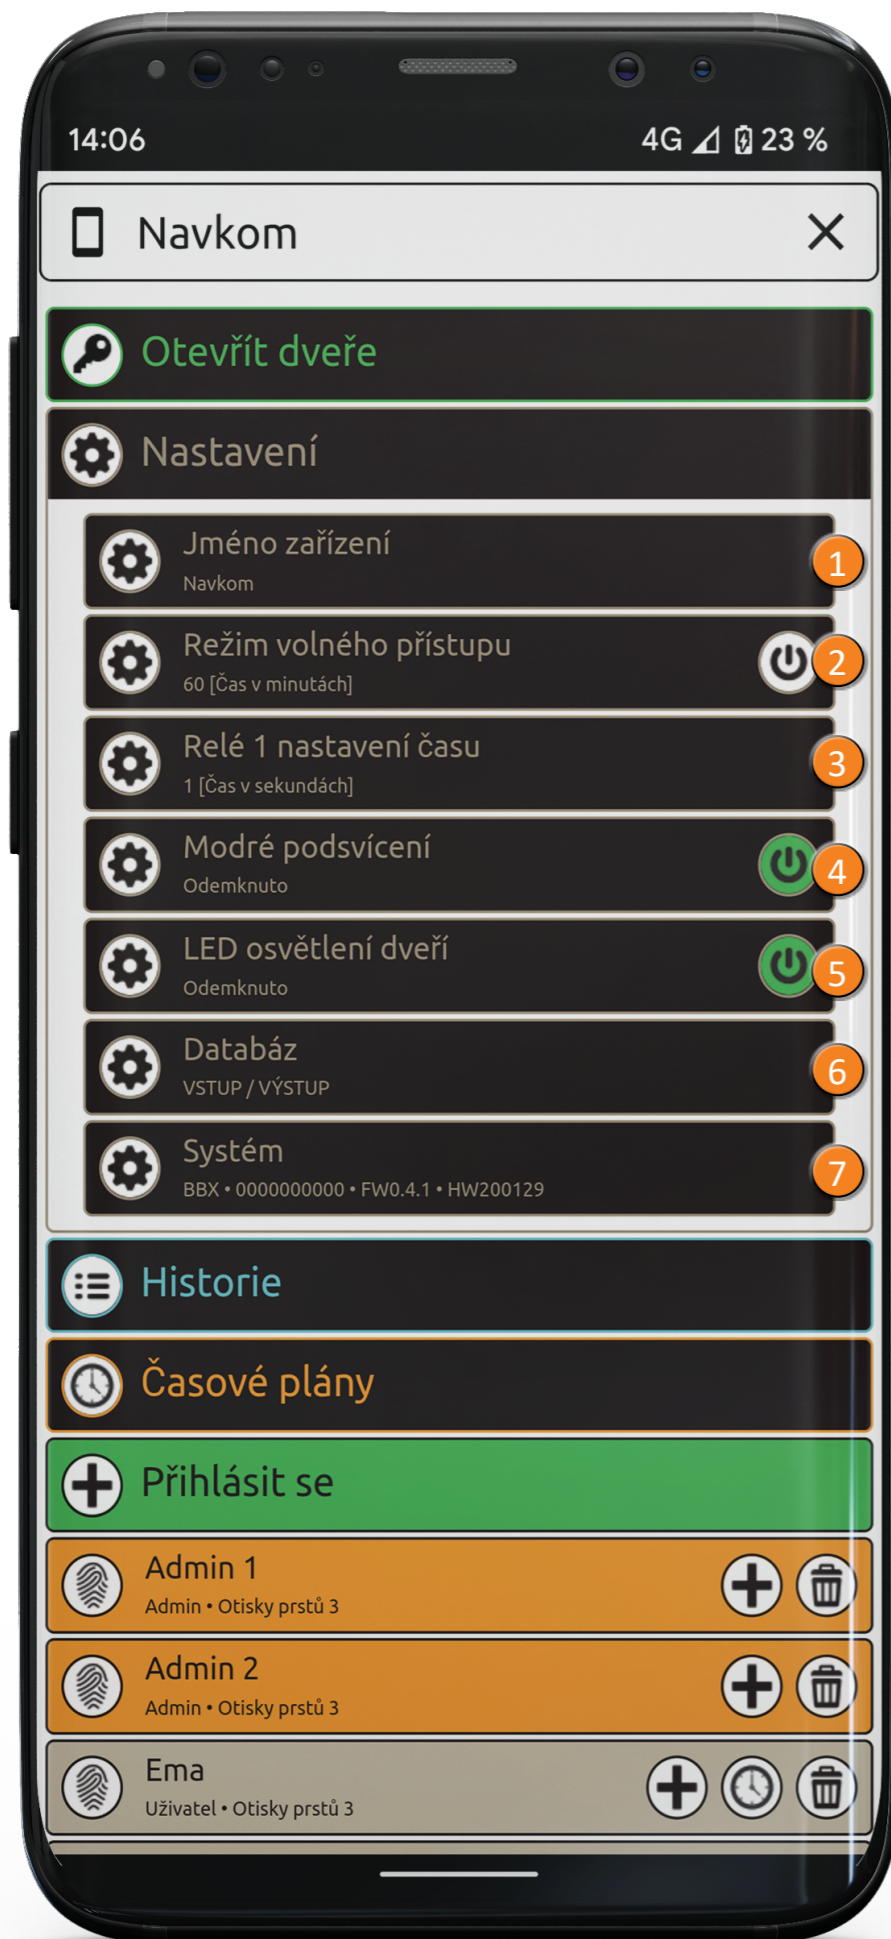 14:06
4G 23 %
Navkom
Otevřít dveře
Nastavení
Jméno zařízení
Navkom
1
Režim volného přístupu
60 [Čas v minutách]
2
Relé 1 nastavení času
1 [Čas v sekundách]
3
Modré podsvícení
Odemknuto
4
LED osvětlení dveří
Odemknuto
5
Databáz
VSTUP / VÝSTUP
6
Systém
BBX • 0000000000 • FW0.4.1 • HW200129
7
Historie
Časové plány
Přihlásit se
Admin 1
Admin • Otisky prstů 3
Admin 2
Admin • Otisky prstů 3
Ema
Uživatel • Otisky prstů 3